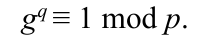 g^q ≡ 1 mod p.